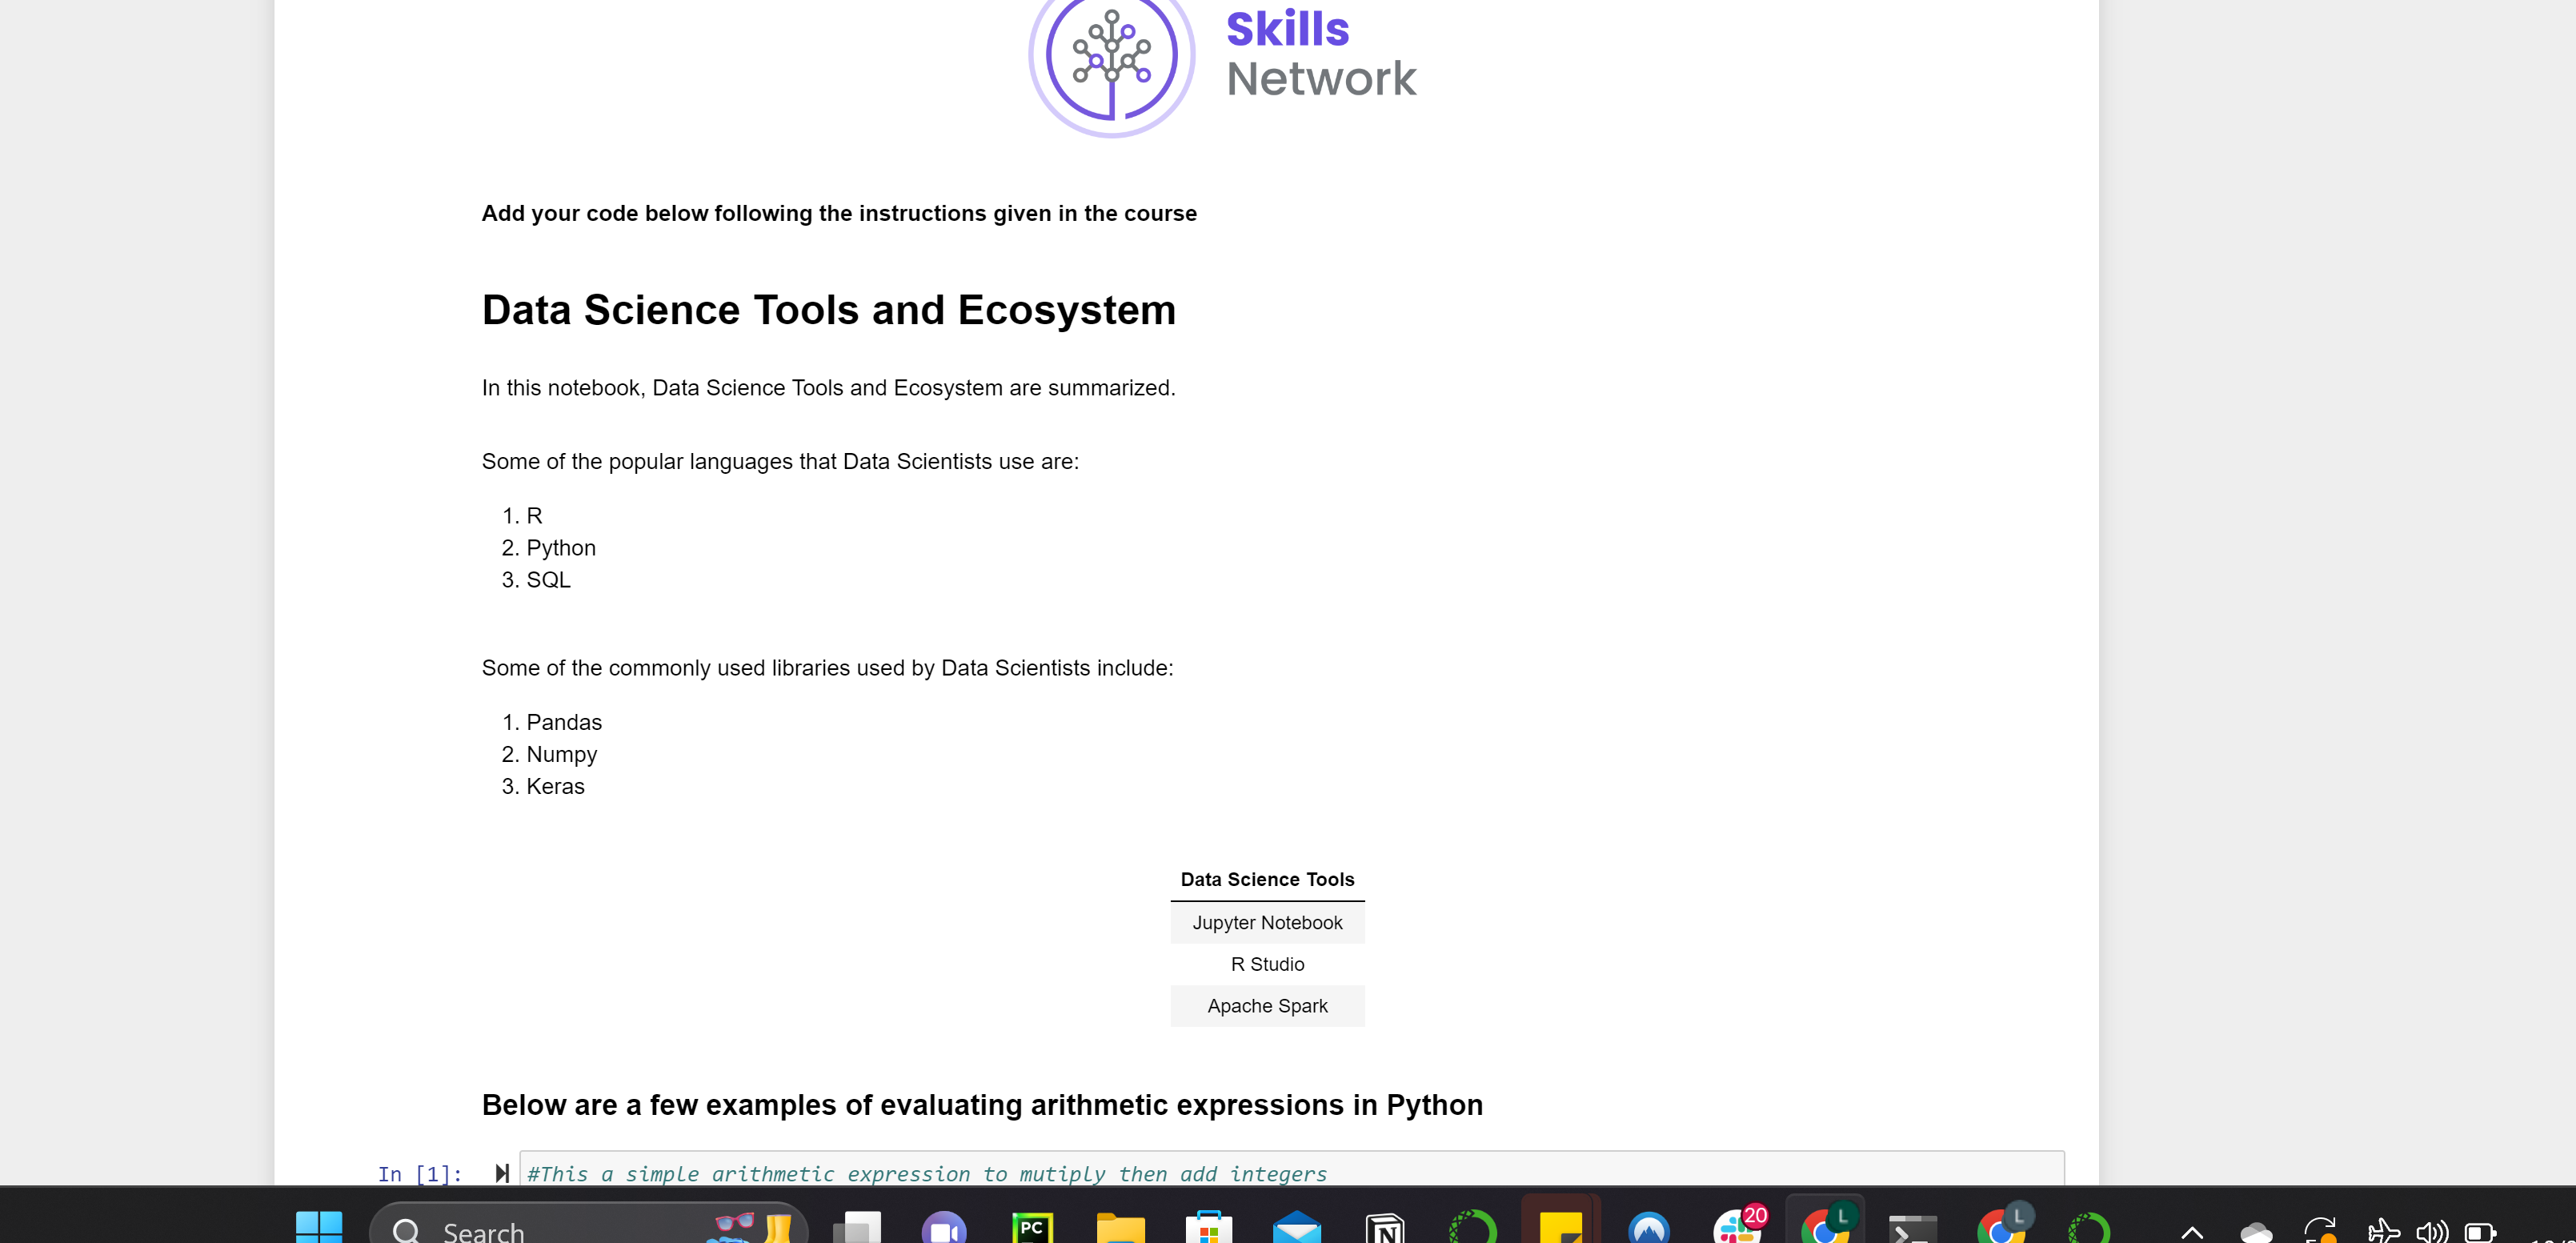 Skills
Network
Add your code below following the instructions given in the course
Data Science Tools and Ecosystem
In this notebook, Data Science Tools and Ecosystem are summarized.
Some of the popular languages that Data Scientists use are:
1. R
2. Python
3. SQL
Some of the commonly used libraries used by Data Scientists include:
1. Pandas
2. Numpy
3. Keras
Data Science Tools
Jupyter Notebook
R Studio
Apache Spark
Below are a few examples of evaluating arithmetic expressions in Python
In [1]: #This a simple arithmetic expression to mutiply then add integers
Search PC N 20 L >_ L